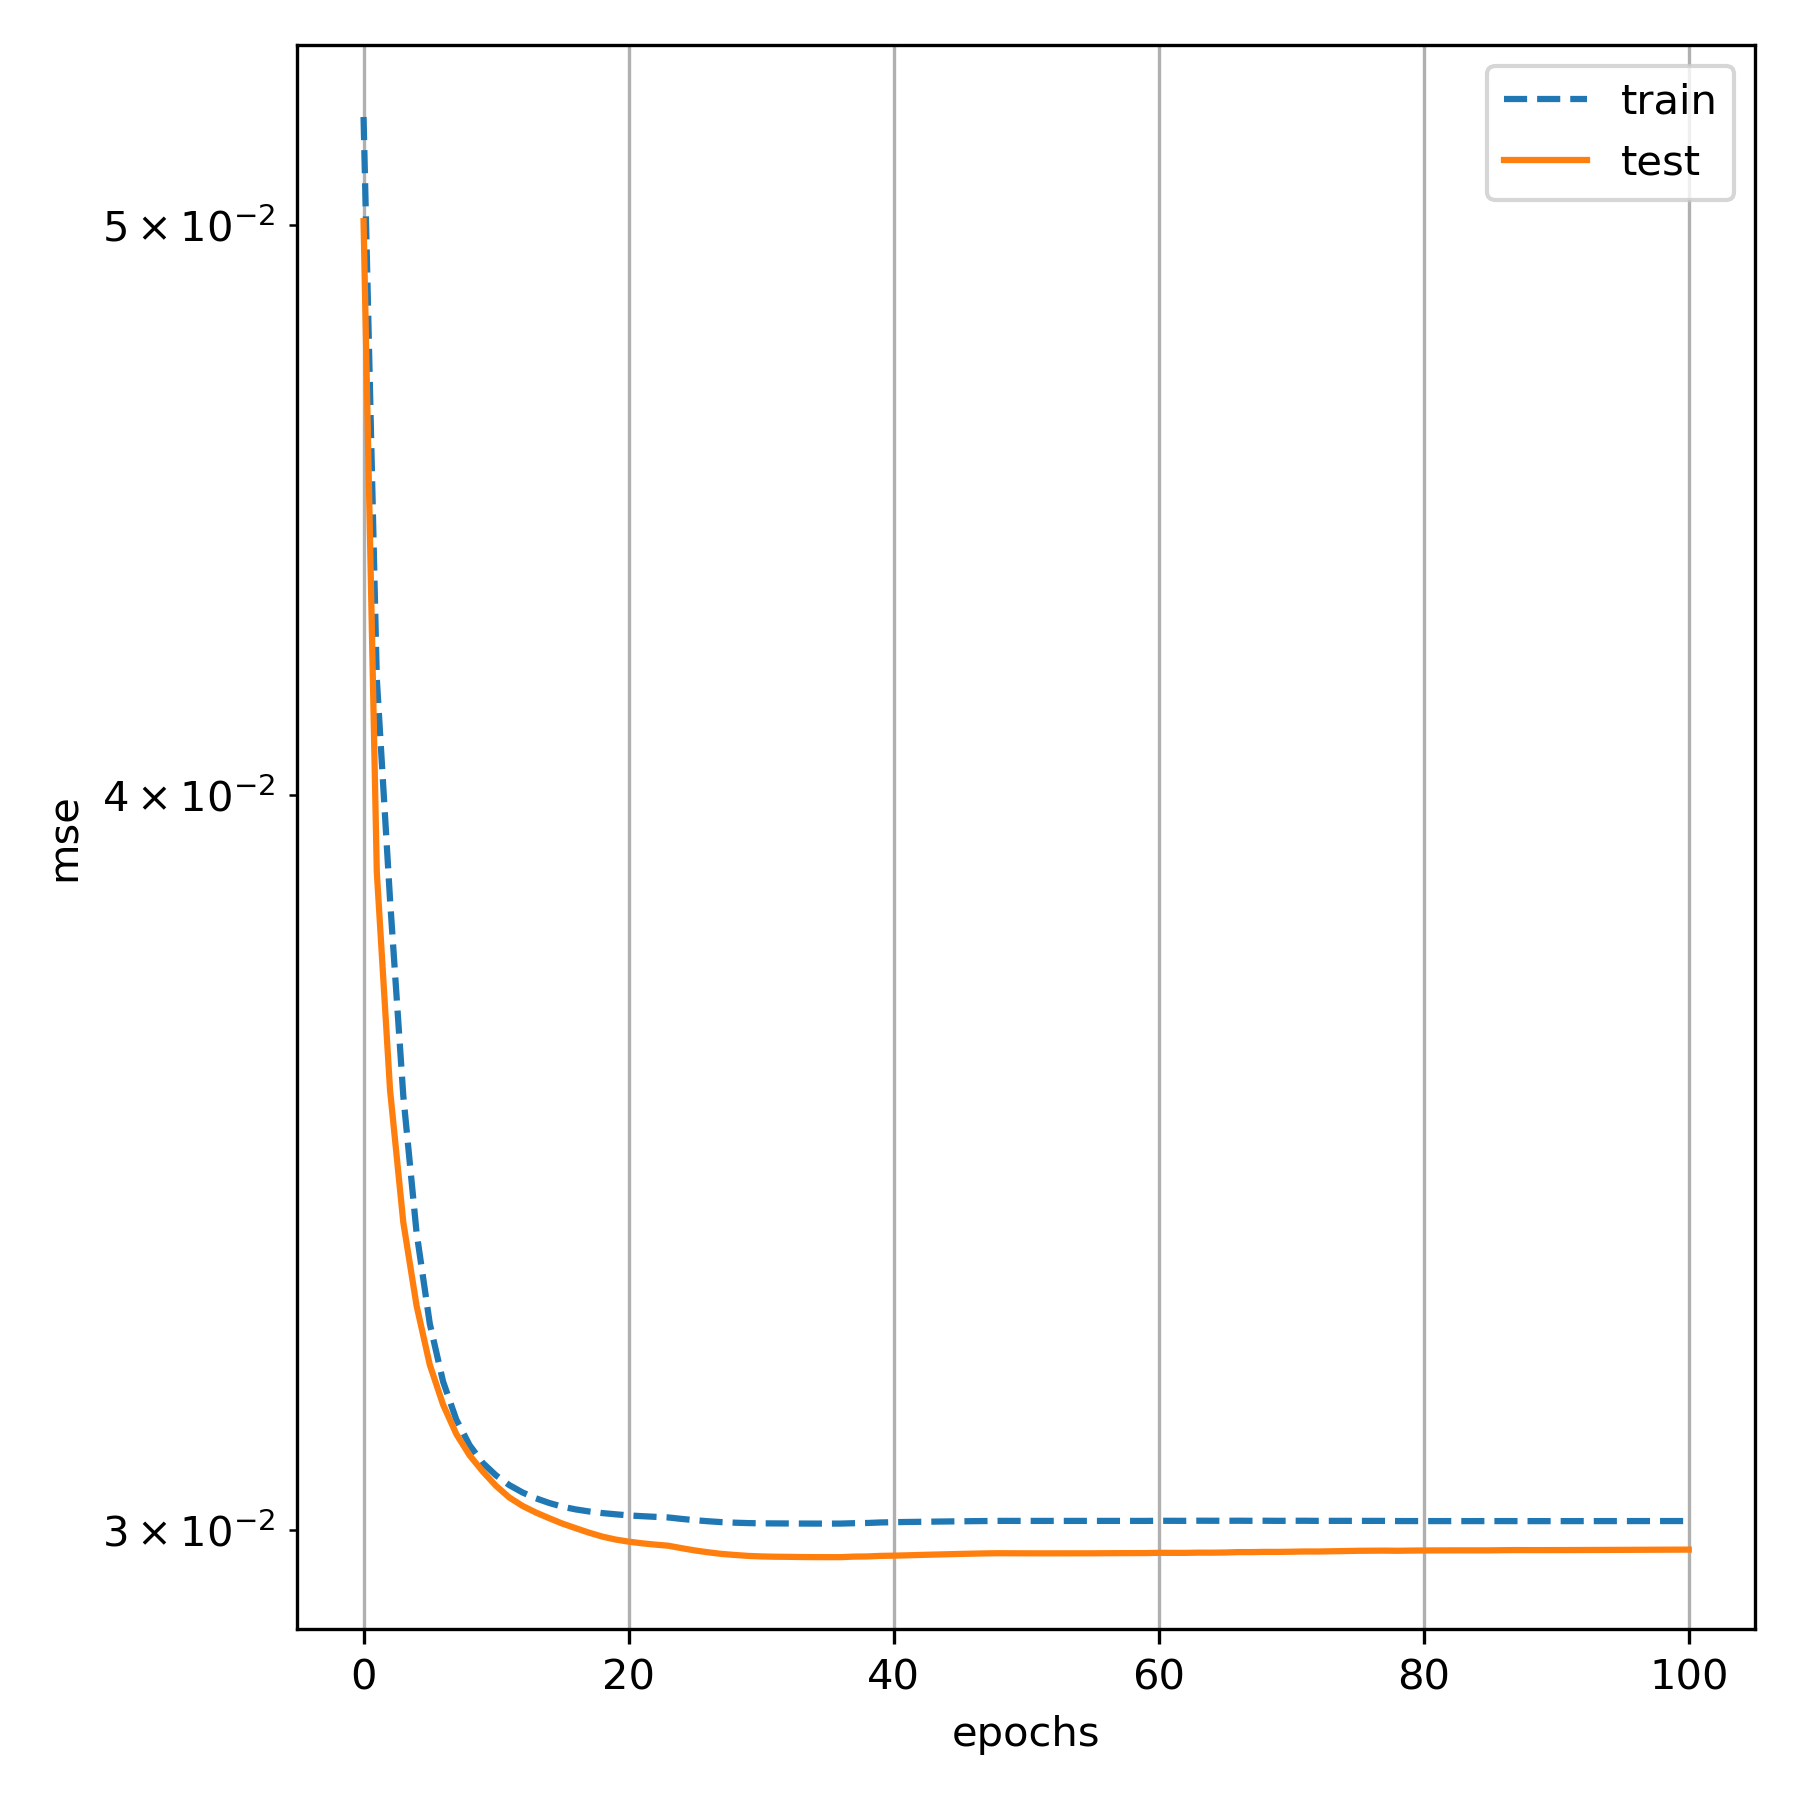 train
test
5 × 10⁻²
4 × 10⁻²
3 × 10⁻²
mse
0 20 40 60 80 100
epochs